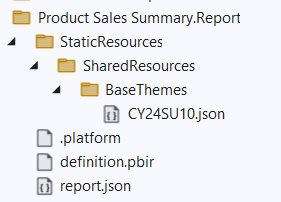 Product Sales Summary.Report
StaticResources
SharedResources
BaseThemes
CY24SU10.json
.platform
definition.pbir
report.json